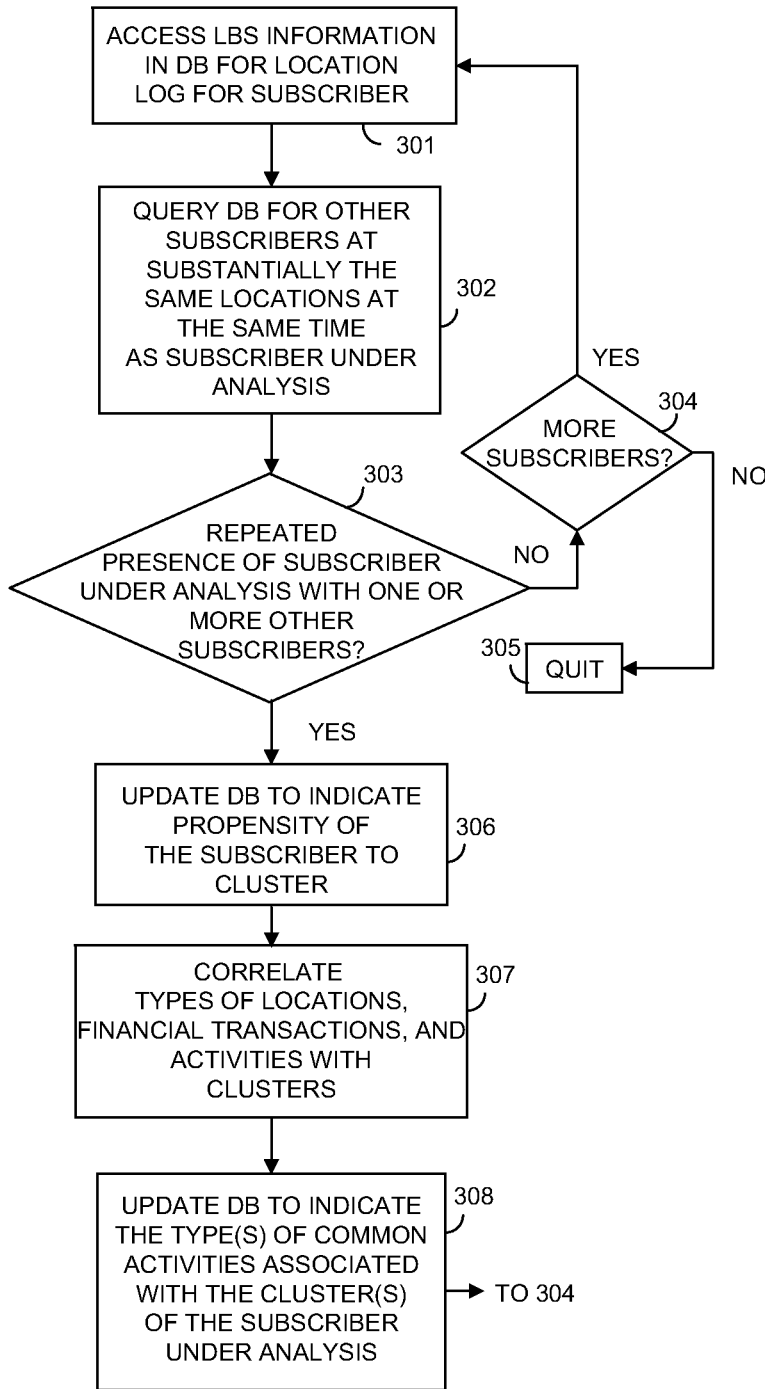 ACCESS LBS INFORMATION
IN DB FOR LOCATION
LOG FOR SUBSCRIBER
301
QUERY DB FOR OTHER
SUBSCRIBERS AT
SUBSTANTIALLY THE
SAME LOCATIONS AT
THE SAME TIME
AS SUBSCRIBER UNDER
ANALYSIS
302
YES
304
MORE
SUBSCRIBERS?
NO
303
REPEATED
PRESENCE OF SUBSCRIBER
UNDER ANALYSIS WITH ONE OR
MORE OTHER
SUBSCRIBERS?
NO
305
QUIT
YES
UPDATE DB TO INDICATE
PROPENSITY OF
THE SUBSCRIBER TO
CLUSTER
306
CORRELATE
TYPES OF LOCATIONS,
FINANCIAL TRANSACTIONS, AND
ACTIVITIES WITH
CLUSTERS
307
UPDATE DB TO INDICATE
THE TYPE(S) OF COMMON
ACTIVITIES ASSOCIATED
WITH THE CLUSTER(S)
OF THE SUBSCRIBER
UNDER ANALYSIS
308
TO 304